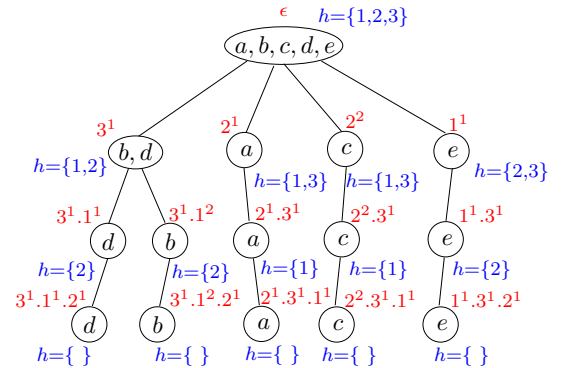 ϵ h={1,2,3}
a, b, c, d, e
3¹ 2¹ 2² 1¹
b, d a c e
h={1,2} h={1,3} h={1,3} h={2,3}
3¹.1¹ 3¹.1² 2¹.3¹ 2².3¹ 1¹.3¹
d b a c e
h={2} h={2} h={1} h={1} h={2}
3¹.1¹.2¹ 3¹.1².2¹ 2¹.3¹.1¹ 2².3¹.1¹ 1¹.3¹.2¹
d b a c e
h={ } h={ } h={ } h={ } h={ }